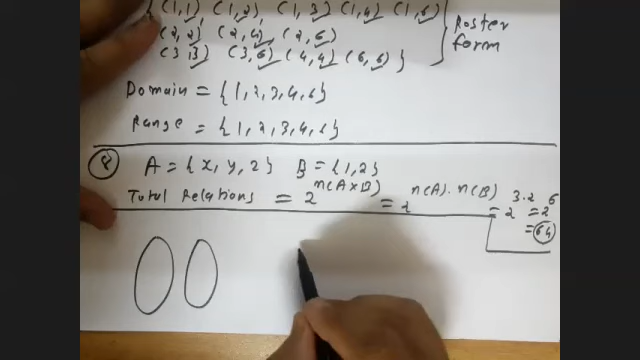 { (1,1) (1,2), (1,3) (1,4) (1,6)
(2,2) (2,4), (2,6)
(3,3) (3,6) (4,4) (6,6) }
Roster form
Domain = {1,2,3,4,6}
Range = {1,2,3,4,6}
8 A = {x, y, z} B = {1,2}
Total Relations = 2^n(A×B) = 2^n(A).n(B) = 2^3.2 = 2^6
= 64